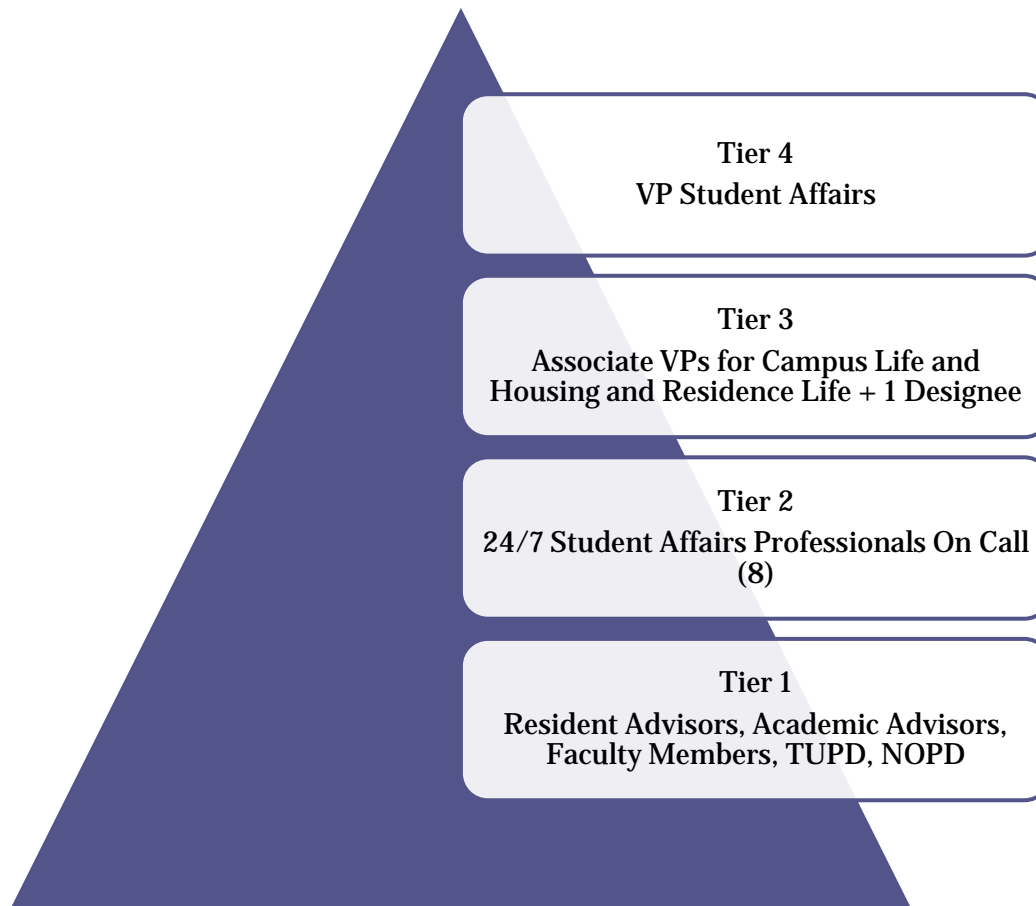 Tier 4
VP Student Affairs
Tier 3
Associate VPs for Campus Life and
Housing and Residence Life + 1 Designee
Tier 2
24/7 Student Affairs Professionals On Call
(8)
Tier 1
Resident Advisors, Academic Advisors,
Faculty Members, TUPD, NOPD